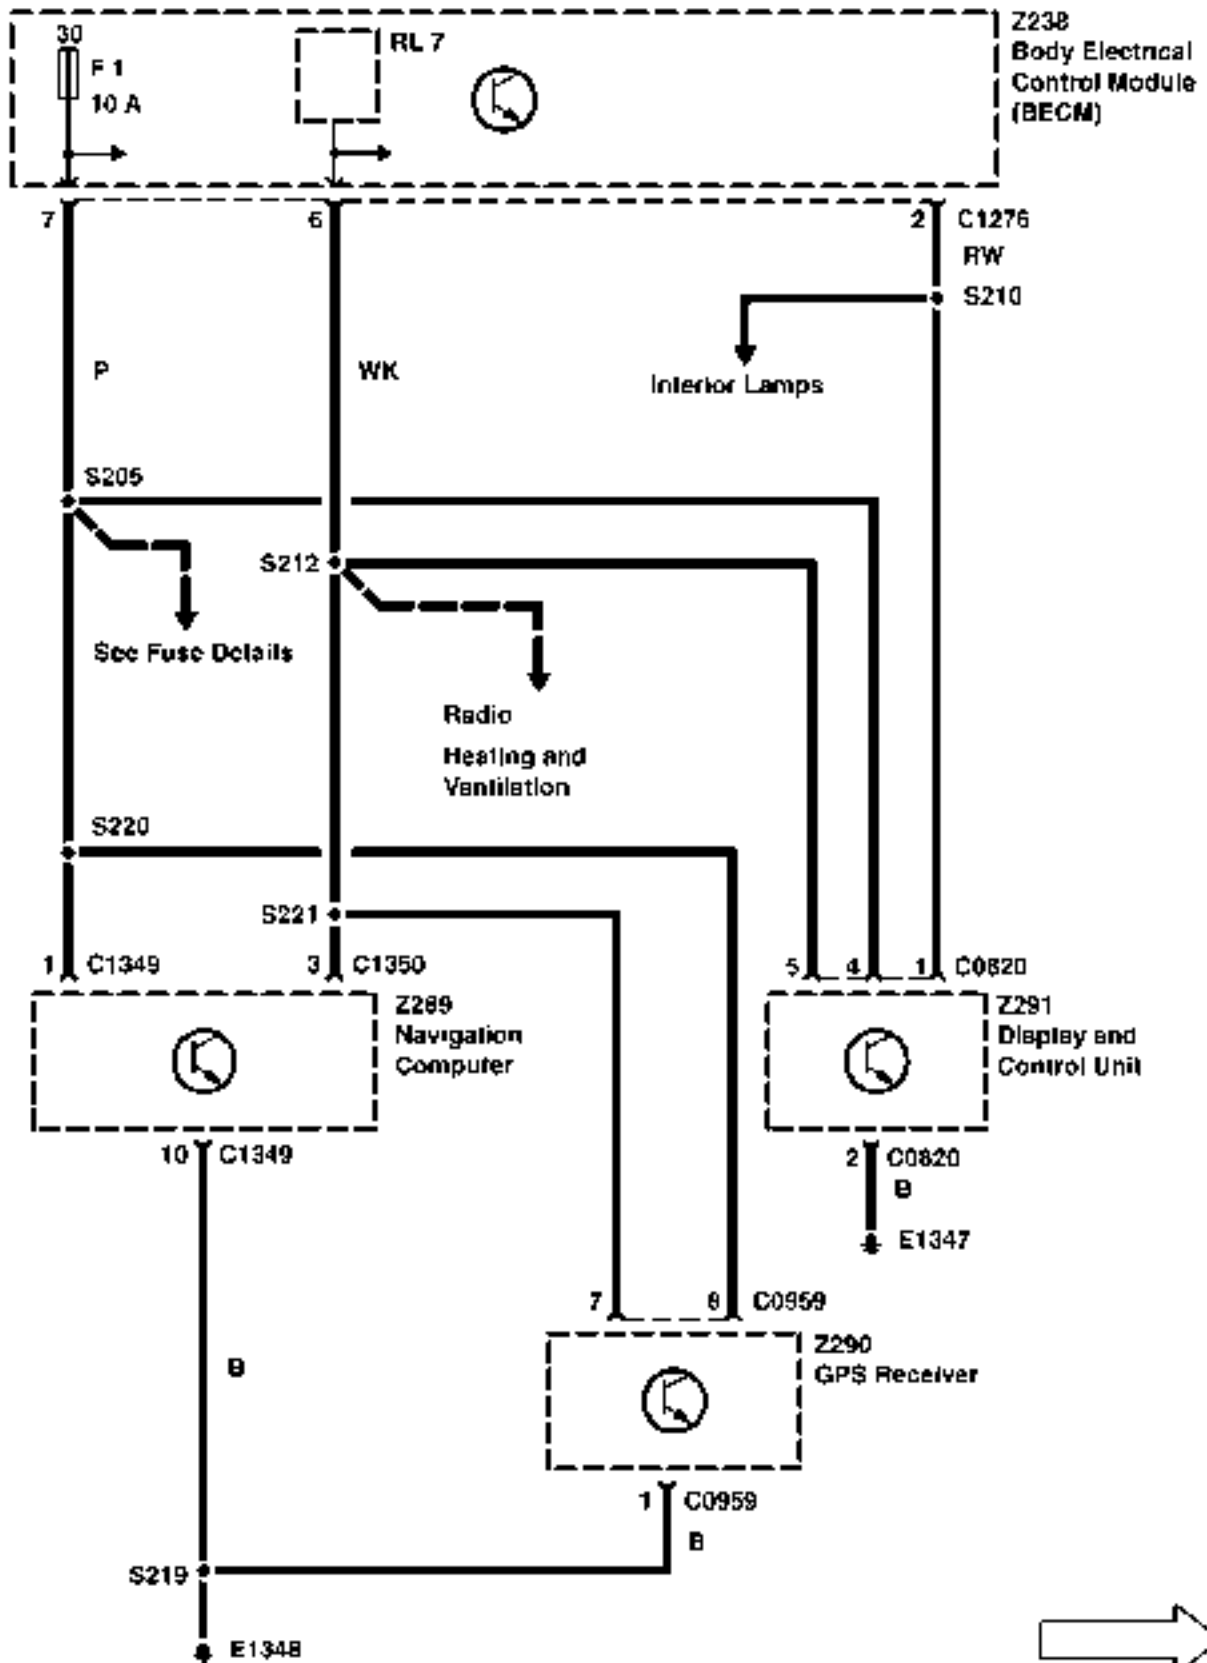 30
F 1
10 A
RL 7
Z238
Body Electrical
Control Module
(BECM)
7
6
2
C1276
RW
S210
P
WK
Interior Lamps
S205
S212
See Fuse Details
Radio
Heating and
Ventilation
S220
S221
1
C1349
3
C1350
5
4
1
C0820
Z289
Navigation
Computer
Z291
Display and
Control Unit
10
C1349
2
C0820
B
E1347
7
8
C0959
B
Z290
GPS Receiver
1
C0959
B
S219
E1348